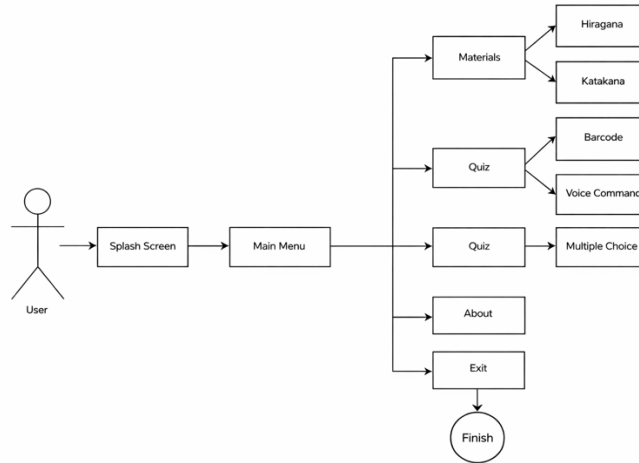 Hiragana
Materials
Katakana
Barcode
Quiz
Voice Command
User
Splash Screen
Main Menu
Quiz
Multiple Choice
About
Exit
Finish